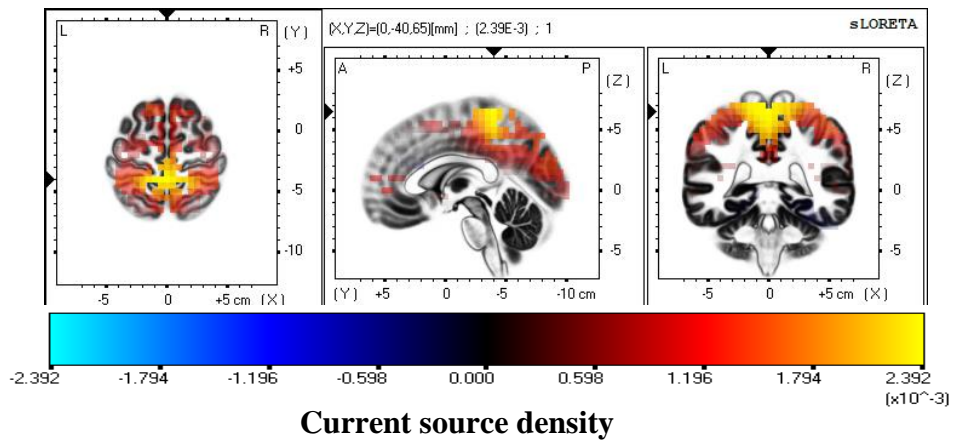 L R (Y)
+5
0
-5
-10
-5 0 +5 cm (X)
(X,Y,Z)=(0,-40,65)[mm] ; (2.39E-3) ; 1
sLORETA
A P (Z)
+5
0
-5
(Y) +5 0 -5 -10 cm
L R (Z)
+5
0
-5
-5 0 +5 cm (X)
-2.392 -1.794 -1.196 -0.598 0.000 0.598 1.196 1.794 2.392
(x10^-3)
Current source density